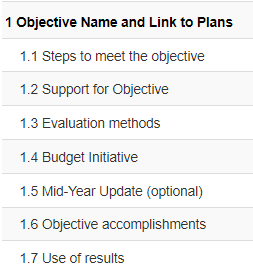 1 Objective Name and Link to Plans
1.1 Steps to meet the objective
1.2 Support for Objective
1.3 Evaluation methods
1.4 Budget Initiative
1.5 Mid-Year Update (optional)
1.6 Objective accomplishments
1.7 Use of results